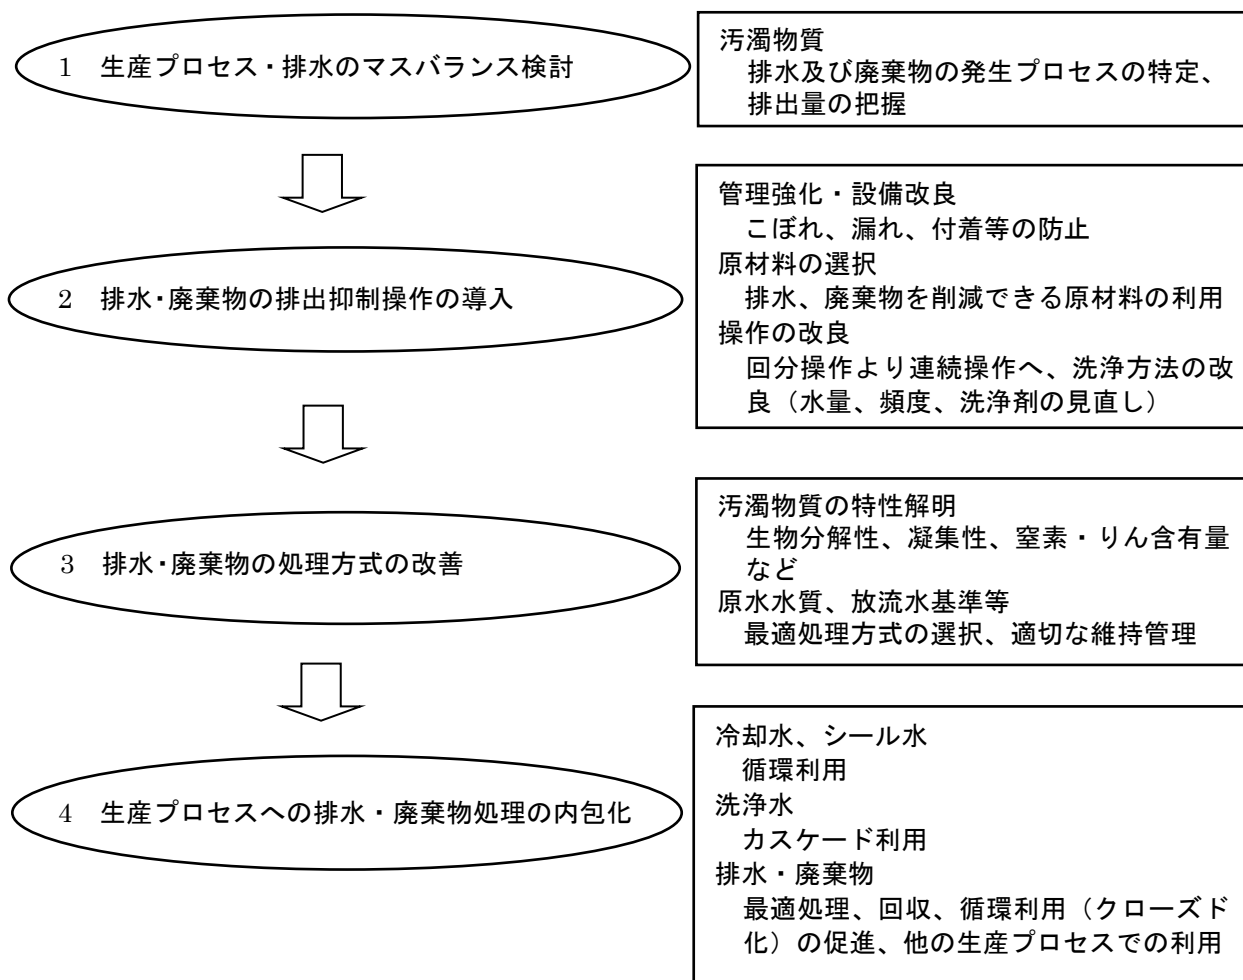 1 生産プロセス・排水のマスバランス検討
汚濁物質
排水及び廃棄物の発生プロセスの特定、
排出量の把握
2 排水・廃棄物の排出抑制操作の導入
管理強化・設備改良
こぼれ、漏れ、付着等の防止
原材料の選択
排水、廃棄物を削減できる原材料の利用
操作の改良
回分操作より連続操作へ、洗浄方法の改
良（水量、頻度、洗浄剤の見直し）
3 排水・廃棄物の処理方式の改善
汚濁物質の特性解明
生物分解性、凝集性、窒素・りん含有量
など
原水水質、放流水基準等
最適処理方式の選択、適切な維持管理
4 生産プロセスへの排水・廃棄物処理の内包化
冷却水、シール水
循環利用
洗浄水
カスケード利用
排水・廃棄物
最適処理、回収、循環利用（クローズド
化）の促進、他の生産プロセスでの利用